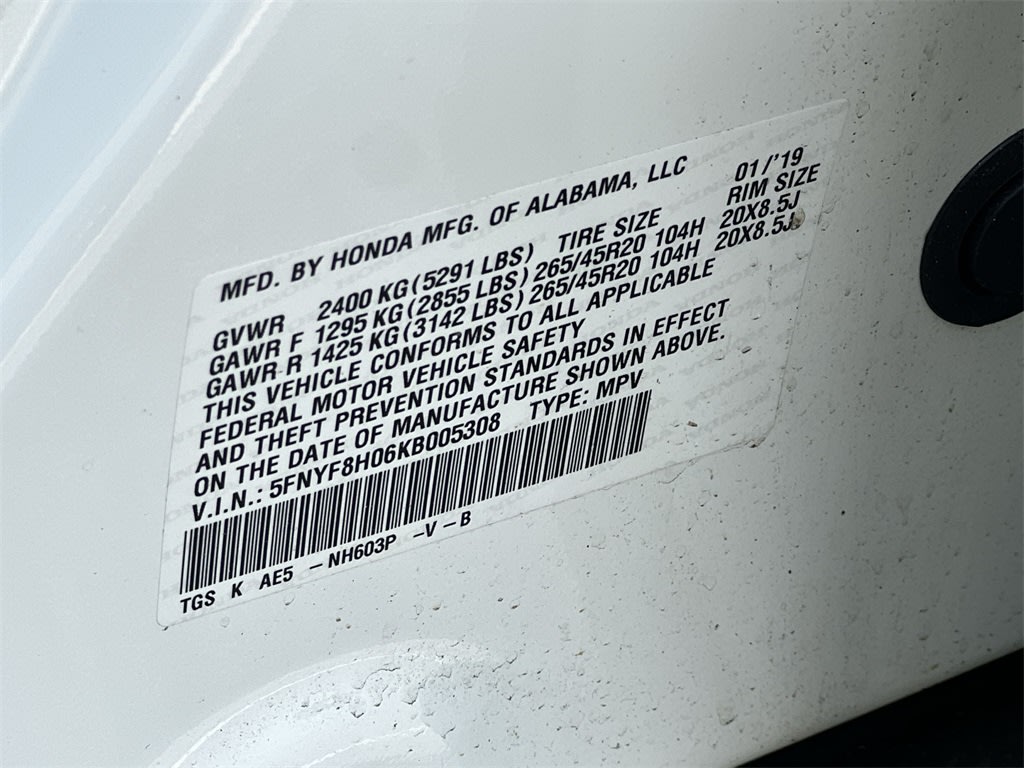 MFD. BY HONDA MFG. OF ALABAMA, LLC 01/'19
GVWR 2400 KG (5291 LBS) TIRE SIZE RIM SIZE
GAWR F 1295 KG (2855 LBS) 265/45R20 104H 20X8.5J
GAWR R 1425 KG (3142 LBS) 265/45R20 104H 20X8.5J
THIS VEHICLE CONFORMS TO ALL APPLICABLE
FEDERAL MOTOR VEHICLE SAFETY
AND THEFT PREVENTION STANDARDS IN EFFECT
ON THE DATE OF MANUFACTURE SHOWN ABOVE.
V.I.N.: 5FNYF8H06KB005308 TYPE: MPV
TGS K AE5 -NH603P -V-B